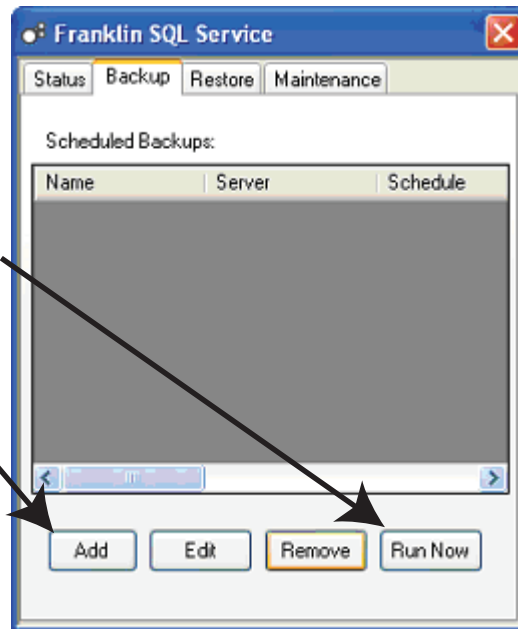 Franklin SQL Service
Status Backup Restore Maintenance
Scheduled Backups:
Name Server Schedule
Add Edit Remove Run Now